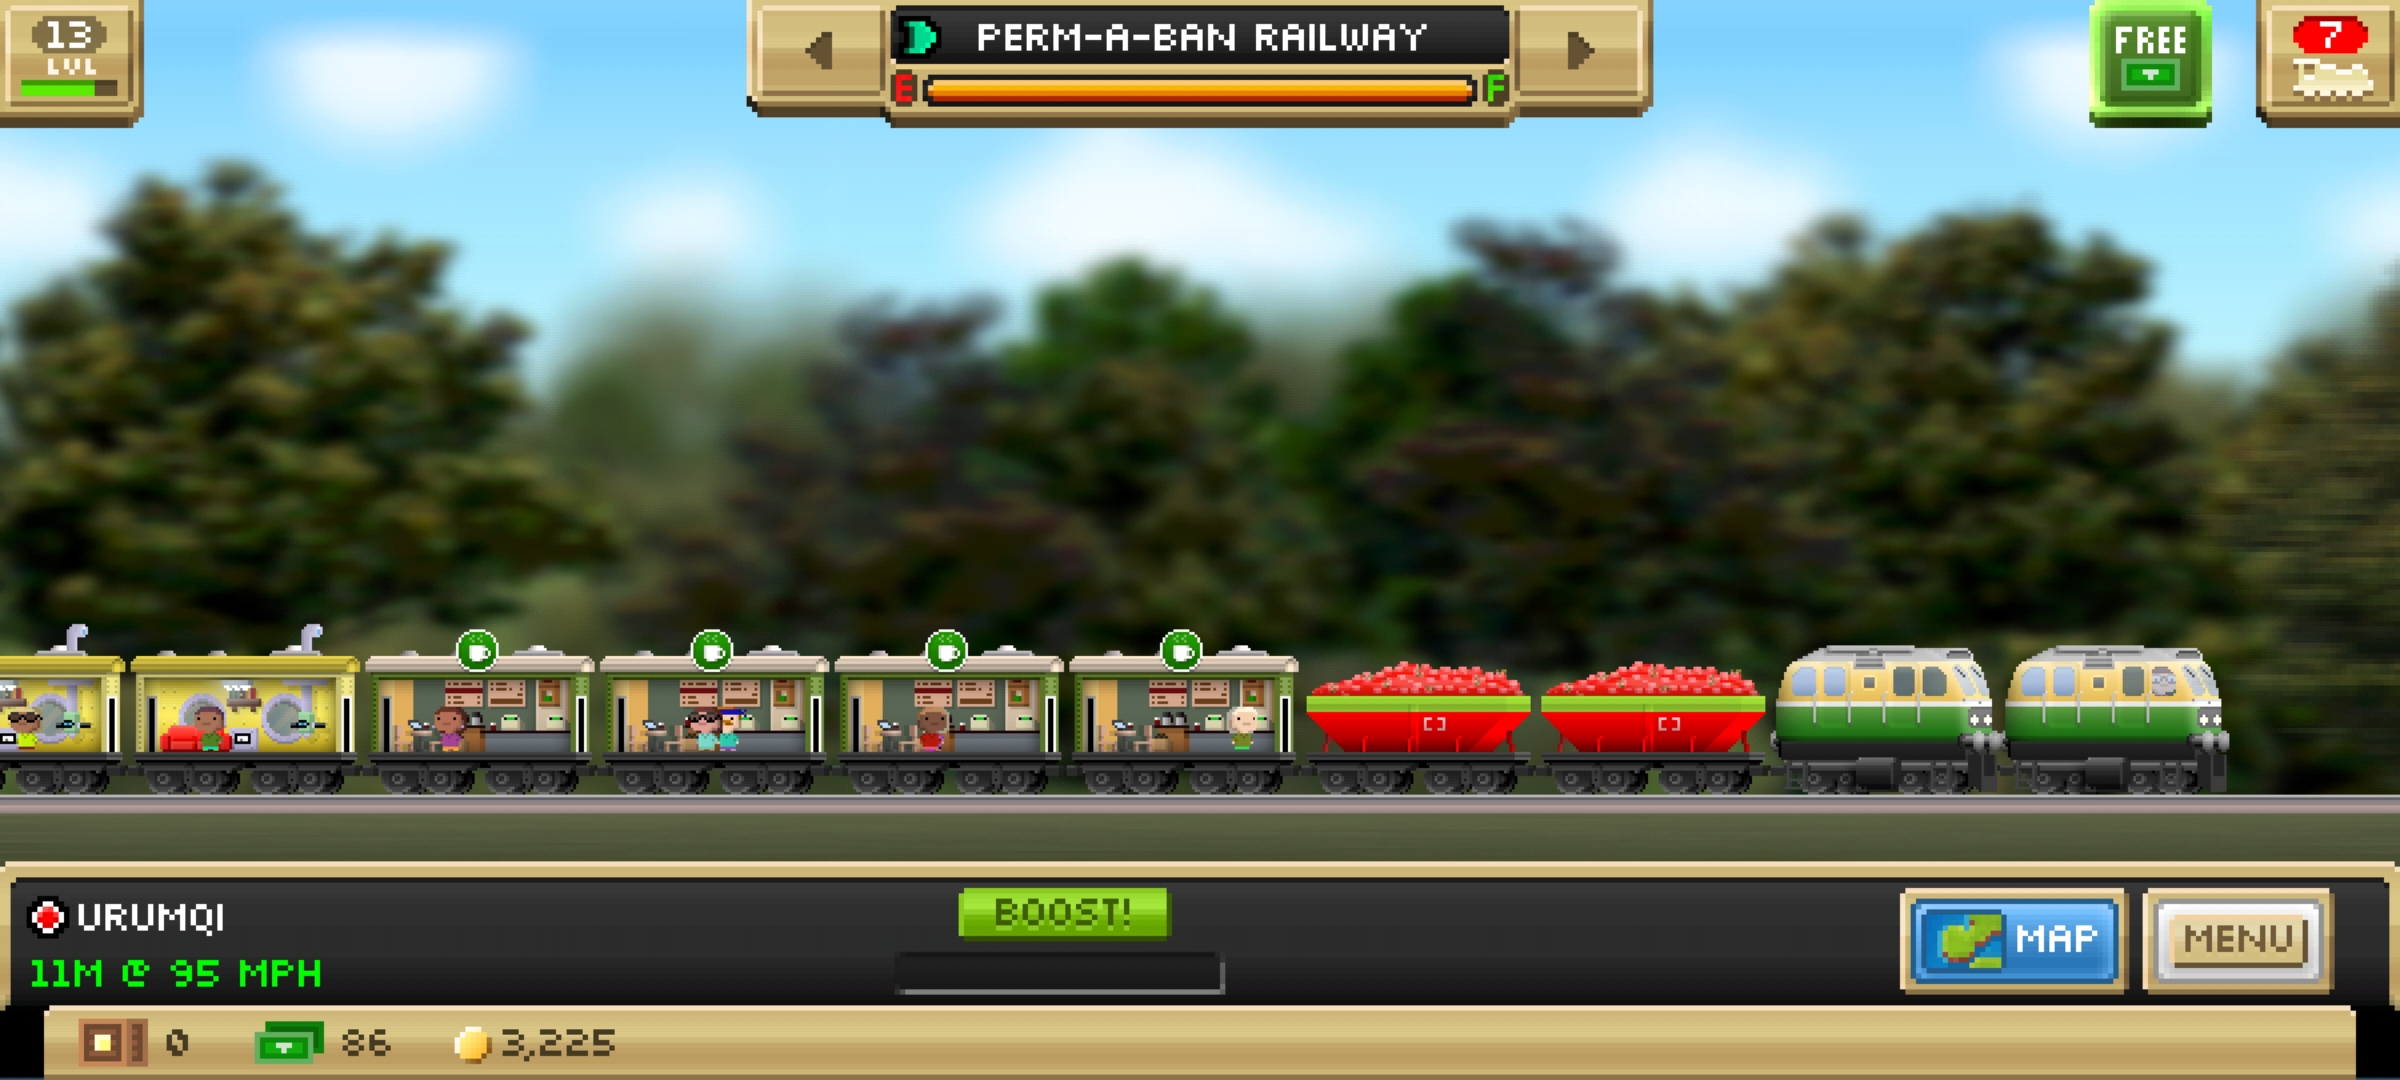 13
LVL
PERM-A-BAN RAILWAY
E F
FREE
7
URUMQI
11M @ 95 MPH
BOOST!
MAP
MENU
0
86
3,225